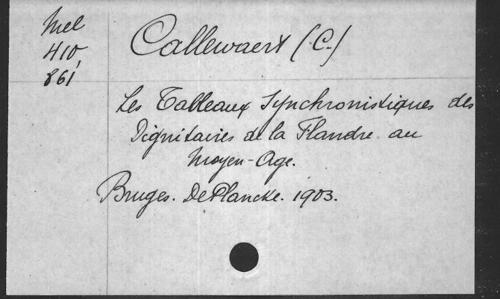 Mel
410,
861
Callewaert (C.)
Les Tableaux Synchronistiques des
Dignitaires de la Flandre au
Moyen-Age.
Bruges. De Plancke. 1903.